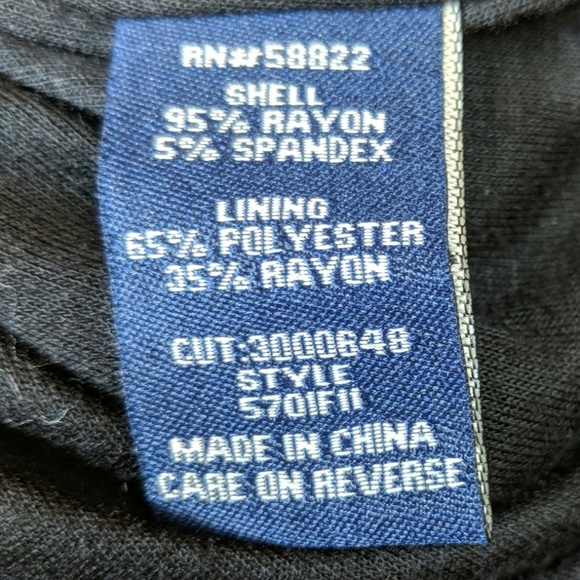 RN#58822
SHELL
95% RAYON
5% SPANDEX
LINING
65% POLYESTER
35% RAYON
CUT:3000648
STYLE
5701F11
MADE IN CHINA
CARE ON REVERSE